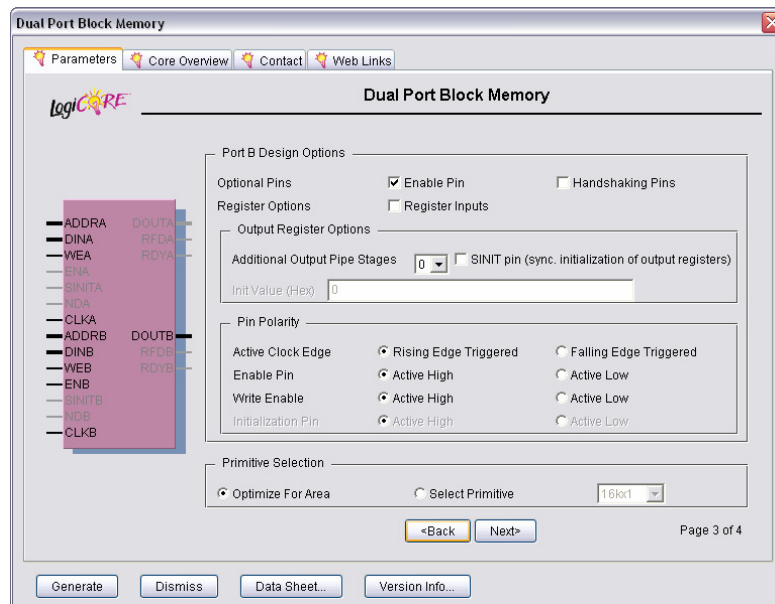 Dual Port Block Memory
Parameters Core Overview Contact Web Links
LogiCORE
Dual Port Block Memory
Port B Design Options
Optional Pins Enable Pin Handshaking Pins
Register Options Register Inputs
Output Register Options
Additional Output Pipe Stages 0 SINIT pin (sync. initialization of output registers)
Init Value (Hex) 0
Pin Polarity
Active Clock Edge Rising Edge Triggered Falling Edge Triggered
Enable Pin Active High Active Low
Write Enable Active High Active Low
Initialization Pin Active High Active Low
ADDRA DOUTA
DINA RFDA
WEA RDYA
ENA
SINITA
NDA
CLKA
ADDRB DOUTB
DINB RFDB
WEB RDYB
ENB
SINITB
NDB
CLKB
Primitive Selection
Optimize For Area Select Primitive 16kx1
<Back Next> Page 3 of 4
Generate Dismiss Data Sheet... Version Info...